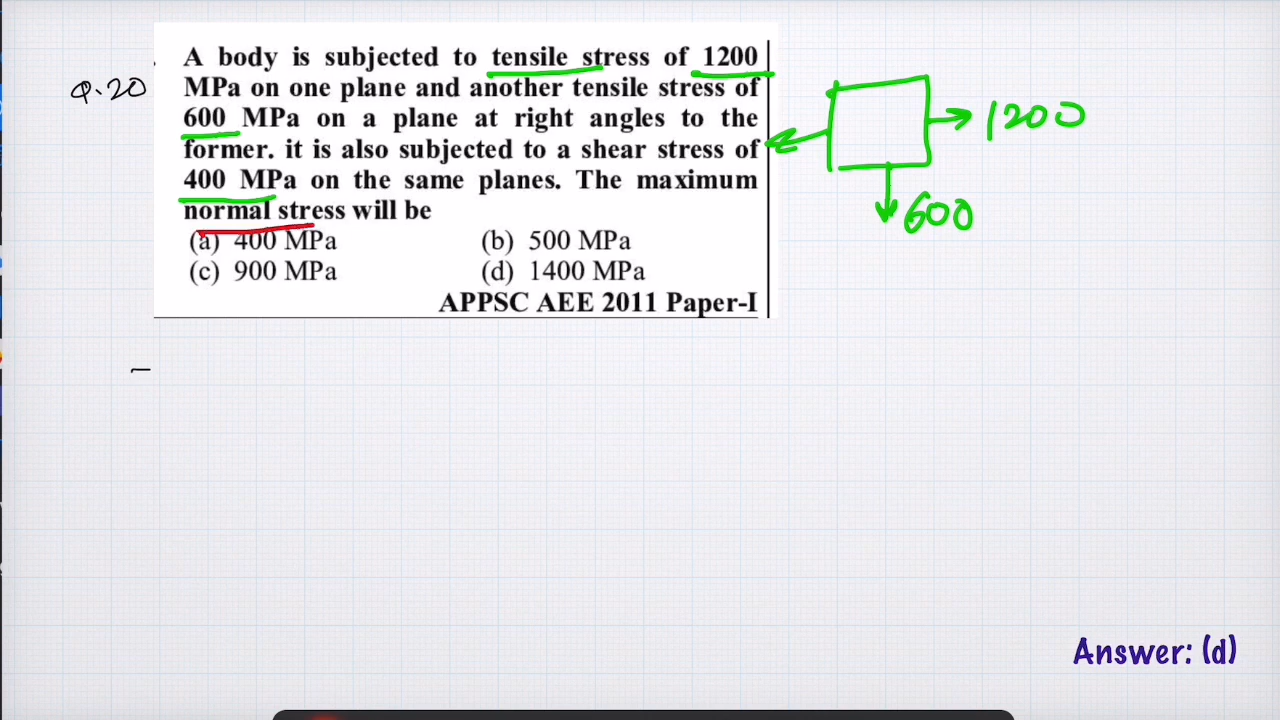 Q.20
A body is subjected to tensile stress of 1200
MPa on one plane and another tensile stress of
600 MPa on a plane at right angles to the
former. it is also subjected to a shear stress of
400 MPa on the same planes. The maximum
normal stress will be
(a) 400 MPa (b) 500 MPa
(c) 900 MPa (d) 1400 MPa
APPSC AEE 2011 Paper-I
1200
600
Answer: (d)